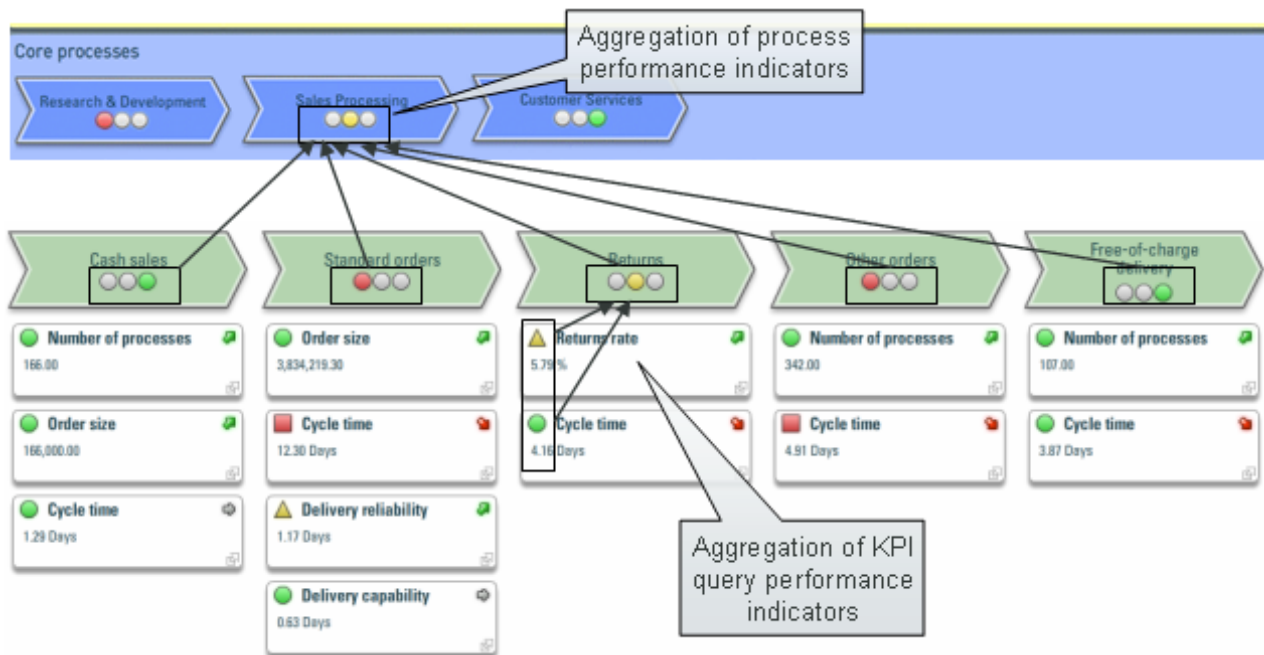 Aggregation of process
performance indicators
Core processes
Research & Development
Sales Processing
Customer Services
Cash sales
Standard orders
Returns
Other orders
Free-of-charge
delivery
Number of processes
166.00
Order size
166,000.00
Cycle time
1.29 Days
Order size
3,834,219.30
Cycle time
12.30 Days
Delivery reliability
1.17 Days
Delivery capability
0.63 Days
Returns rate
5.79 %
Cycle time
4.16 Days
Number of processes
342.00
Cycle time
4.91 Days
Number of processes
107.00
Cycle time
3.87 Days
Aggregation of KPI
query performance
indicators